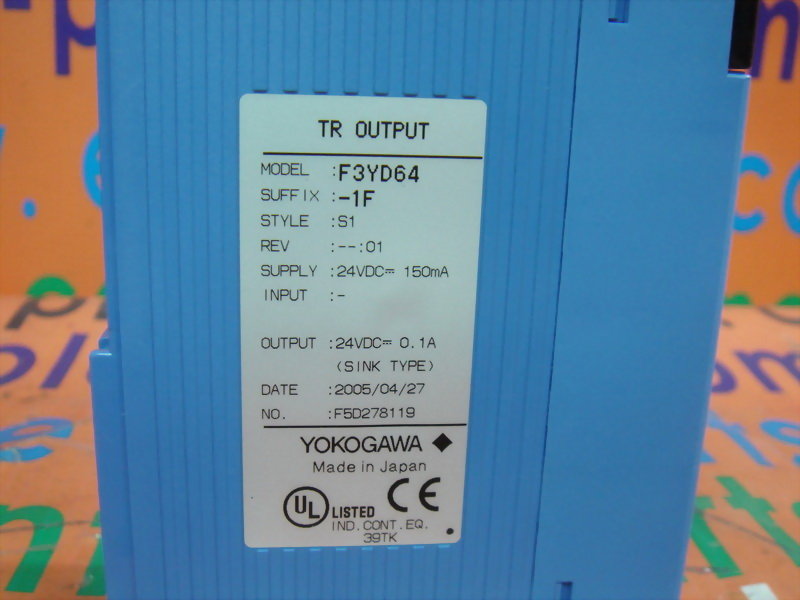 TR OUTPUT
MODEL :F3YD64
SUFFIX :-1F
STYLE :S1
REV :--:01
SUPPLY :24VDC⎓ 150mA
INPUT :-
OUTPUT :24VDC⎓ 0.1A
(SINK TYPE)
DATE :2005/04/27
NO. :F5D278119
YOKOGAWA ◆
Made in Japan
UL LISTED CE
IND.CONT.EQ.
39TK